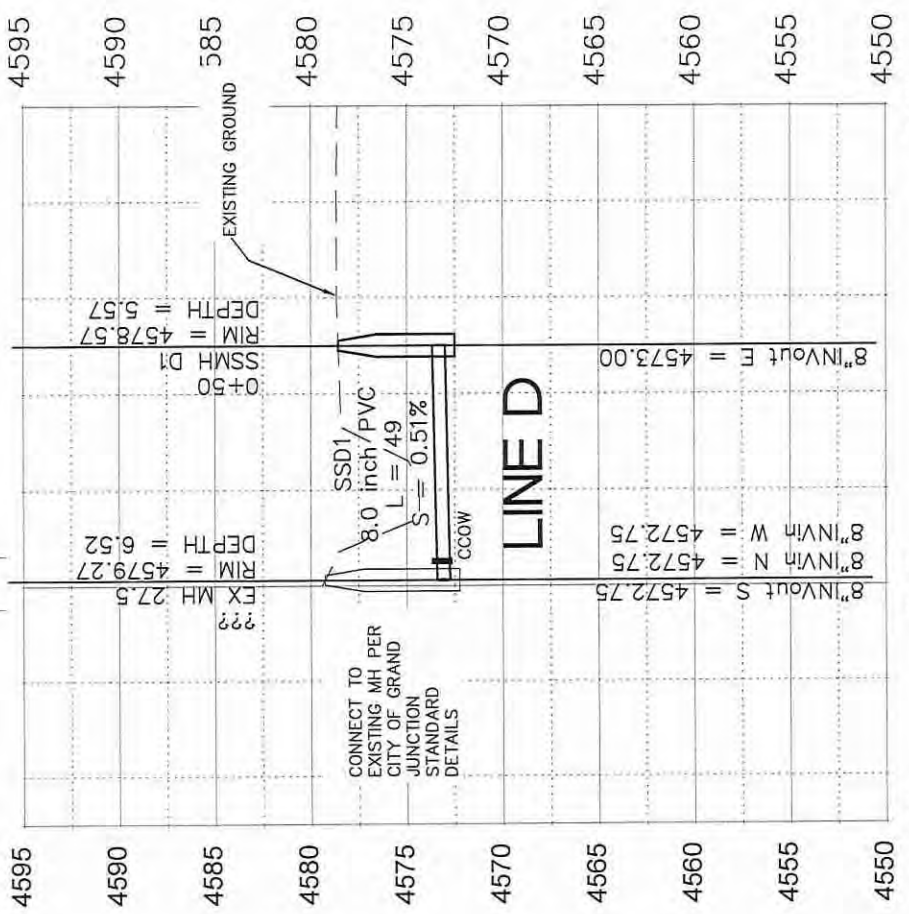 4595
4590
4585
4580
4575
4570
4565
4560
4555
4550
4595
4590
585
4580
4575
4570
4565
4560
4555
4550
EXISTING GROUND
???
EX MH 27.5
RIM = 4579.27
DEPTH = 6.52
0+50
SSMH D1
RIM = 4578.57
DEPTH = 5.57
SSD1
8.0 inch PVC
L = 49
S = 0.51%
CCOW
CONNECT TO
EXISTING MH PER
CITY OF GRAND
JUNCTION
STANDARD
DETAILS
LINE D
8"INVout S = 4572.75
8"INVin N = 4572.75
8"INVin W = 4572.75
8"INVout E = 4573.00